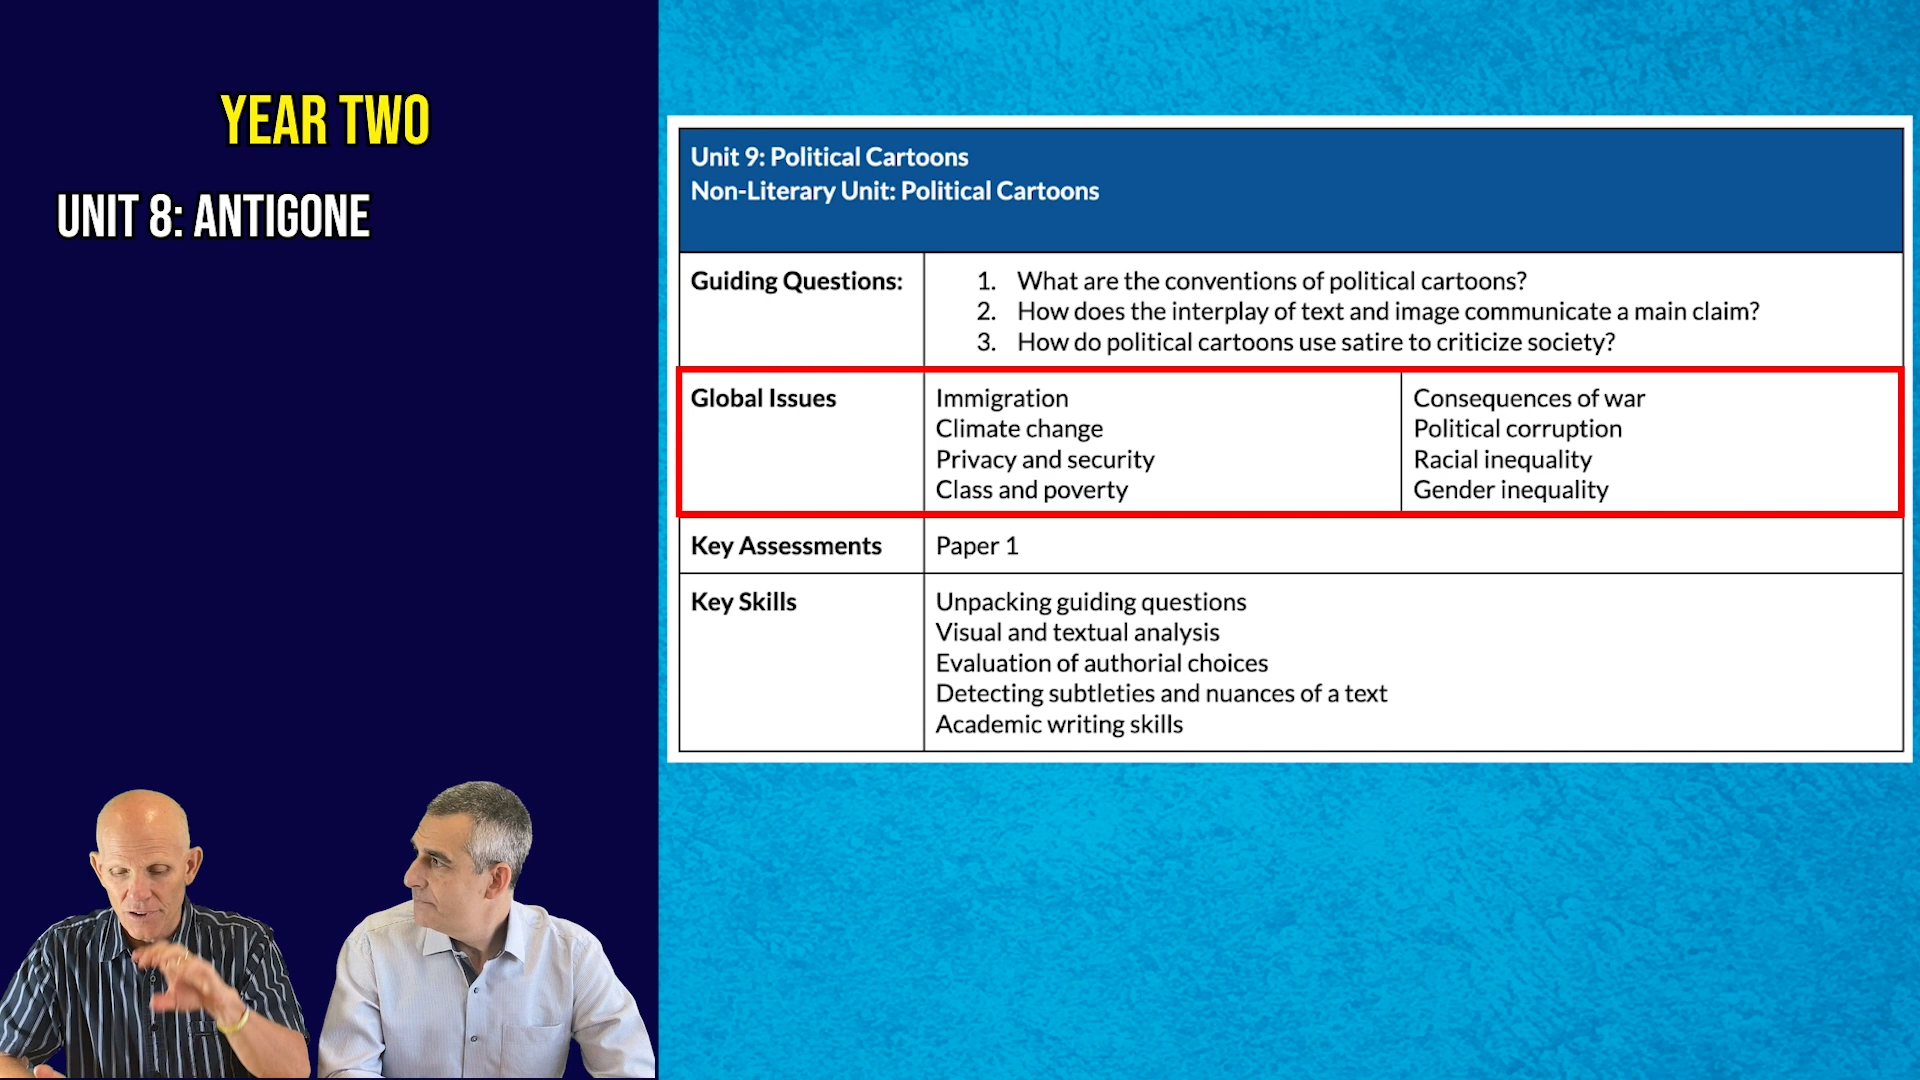 YEAR TWO
UNIT 8: ANTIGONE
Unit 9: Political Cartoons
Non-Literary Unit: Political Cartoons
Guiding Questions:
1. What are the conventions of political cartoons?
2. How does the interplay of text and image communicate a main claim?
3. How do political cartoons use satire to criticize society?
Global Issues
Immigration
Climate change
Privacy and security
Class and poverty
Consequences of war
Political corruption
Racial inequality
Gender inequality
Key Assessments
Paper 1
Key Skills
Unpacking guiding questions
Visual and textual analysis
Evaluation of authorial choices
Detecting subtleties and nuances of a text
Academic writing skills